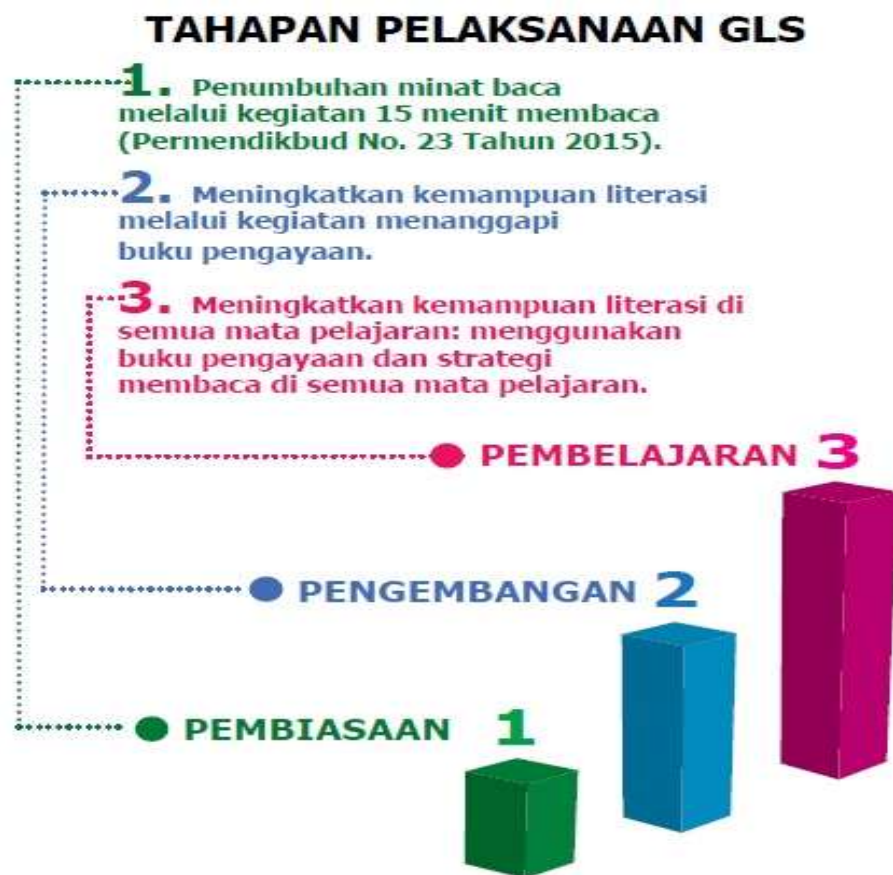 TAHAPAN PELAKSANAAN GLS
1. Penumbuhan minat baca
melalui kegiatan 15 menit membaca
(Permendikbud No. 23 Tahun 2015).
2. Meningkatkan kemampuan literasi
melalui kegiatan menanggapi
buku pengayaan.
3. Meningkatkan kemampuan literasi di
semua mata pelajaran: menggunakan
buku pengayaan dan strategi
membaca di semua mata pelajaran.
PEMBELAJARAN 3
PENGEMBANGAN 2
PEMBIASAAN 1